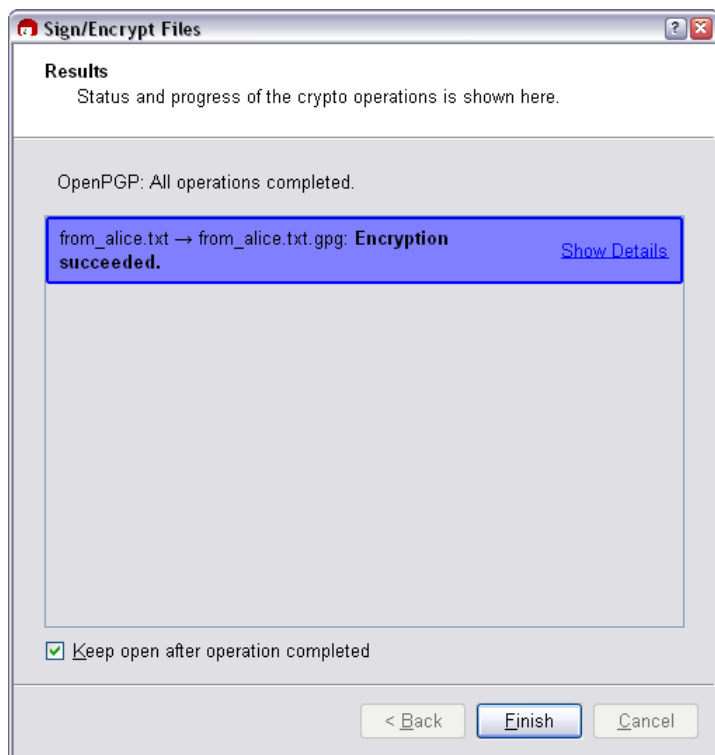 Sign/Encrypt Files
Results
Status and progress of the crypto operations is shown here.
OpenPGP: All operations completed.
from_alice.txt → from_alice.txt.gpg: Encryption
succeeded.
Show Details
Keep open after operation completed
< Back
Finish
Cancel